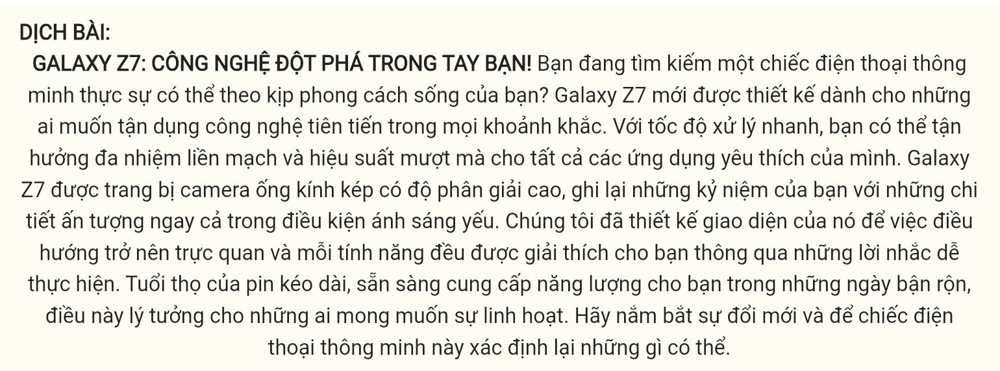 DỊCH BÀI:
GALAXY Z7: CÔNG NGHỆ ĐỘT PHÁ TRONG TAY BẠN! Bạn đang tìm kiếm một chiếc điện thoại thông
minh thực sự có thể theo kịp phong cách sống của bạn? Galaxy Z7 mới được thiết kế dành cho những
ai muốn tận dụng công nghệ tiên tiến trong mọi khoảnh khắc. Với tốc độ xử lý nhanh, bạn có thể tận
hưởng đa nhiệm liền mạch và hiệu suất mượt mà cho tất cả các ứng dụng yêu thích của mình. Galaxy
Z7 được trang bị camera ống kính kép có độ phân giải cao, ghi lại những kỷ niệm của bạn với những chi
tiết ấn tượng ngay cả trong điều kiện ánh sáng yếu. Chúng tôi đã thiết kế giao diện của nó để việc điều
hướng trở nên trực quan và mỗi tính năng đều được giải thích cho bạn thông qua những lời nhắc dễ
thực hiện. Tuổi thọ của pin kéo dài, sẵn sàng cung cấp năng lượng cho bạn trong những ngày bận rộn,
điều này lý tưởng cho những ai mong muốn sự linh hoạt. Hãy nắm bắt sự đổi mới và để chiếc điện
thoại thông minh này xác định lại những gì có thể.